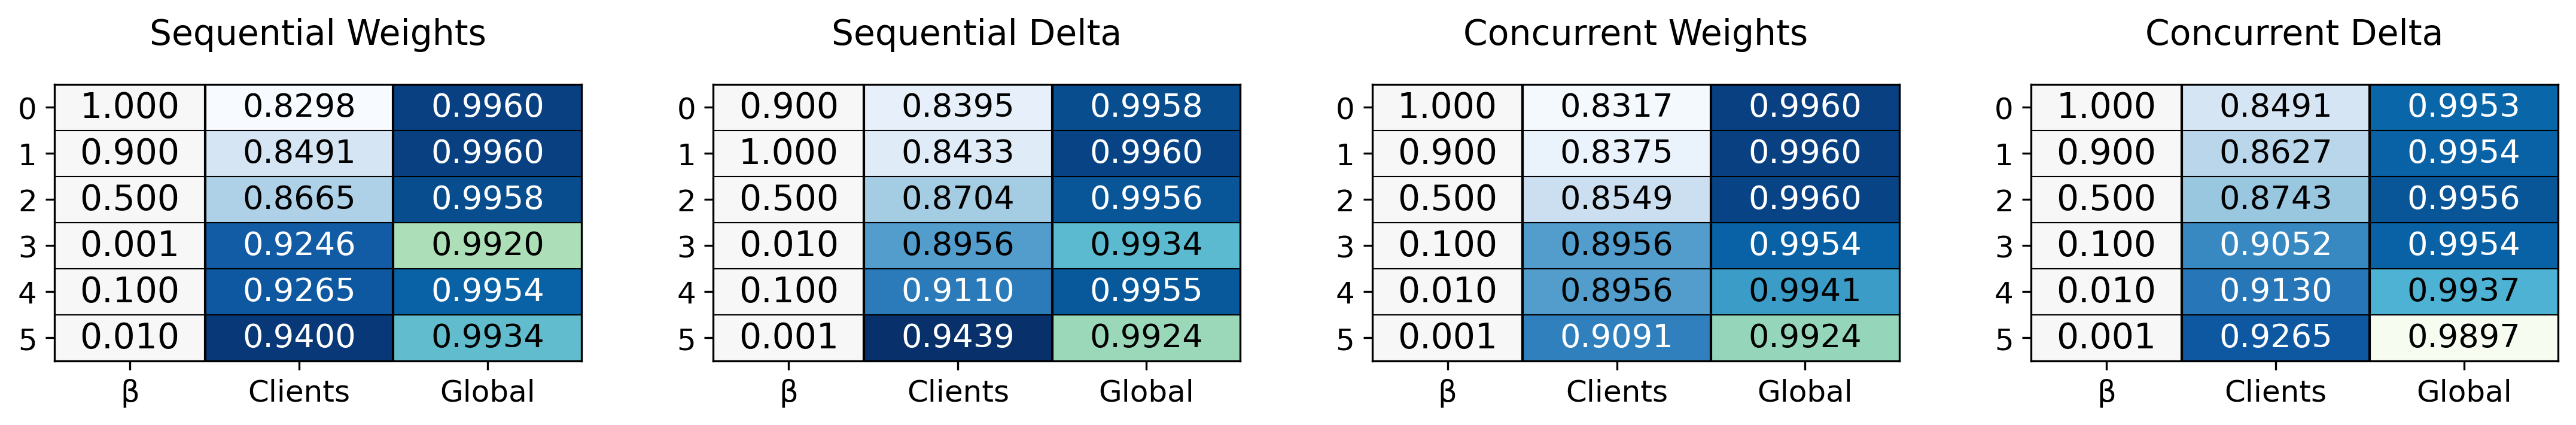 Sequential Weights
0 1.000 0.8298 0.9960
1 0.900 0.8491 0.9960
2 0.500 0.8665 0.9958
3 0.001 0.9246 0.9920
4 0.100 0.9265 0.9954
5 0.010 0.9400 0.9934
β Clients Global
Sequential Delta
0 0.900 0.8395 0.9958
1 1.000 0.8433 0.9960
2 0.500 0.8704 0.9956
3 0.010 0.8956 0.9934
4 0.100 0.9110 0.9955
5 0.001 0.9439 0.9924
β Clients Global
Concurrent Weights
0 1.000 0.8317 0.9960
1 0.900 0.8375 0.9960
2 0.500 0.8549 0.9960
3 0.100 0.8956 0.9954
4 0.010 0.8956 0.9941
5 0.001 0.9091 0.9924
β Clients Global
Concurrent Delta
0 1.000 0.8491 0.9953
1 0.900 0.8627 0.9954
2 0.500 0.8743 0.9956
3 0.100 0.9052 0.9954
4 0.010 0.9130 0.9937
5 0.001 0.9265 0.9897
β Clients Global